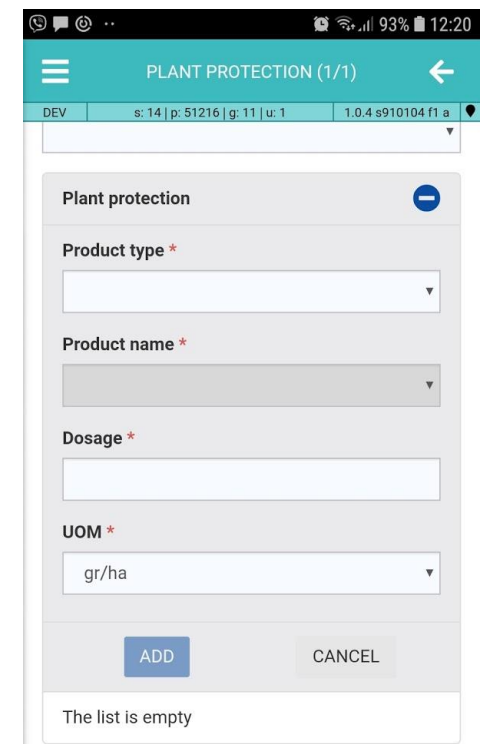 93% 12:20
PLANT PROTECTION (1/1)
DEV s: 14 | p: 51216 | g: 11 | u: 1 1.0.4 s910104 f1 a
Plant protection
Product type *
Product name *
Dosage *
UOM *
gr/ha
ADD CANCEL
The list is empty